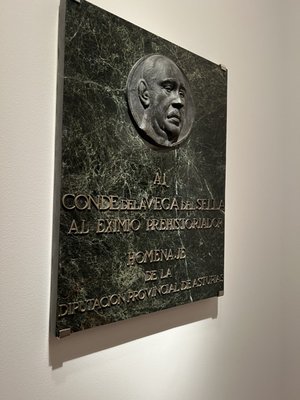 AL
CONDE DE LA VEGA DEL SELLA
AL EXIMIO PREHISTORIADOR
HOMENAJE
DE LA
DIPUTACION PROVINCIAL DE ASTURIAS